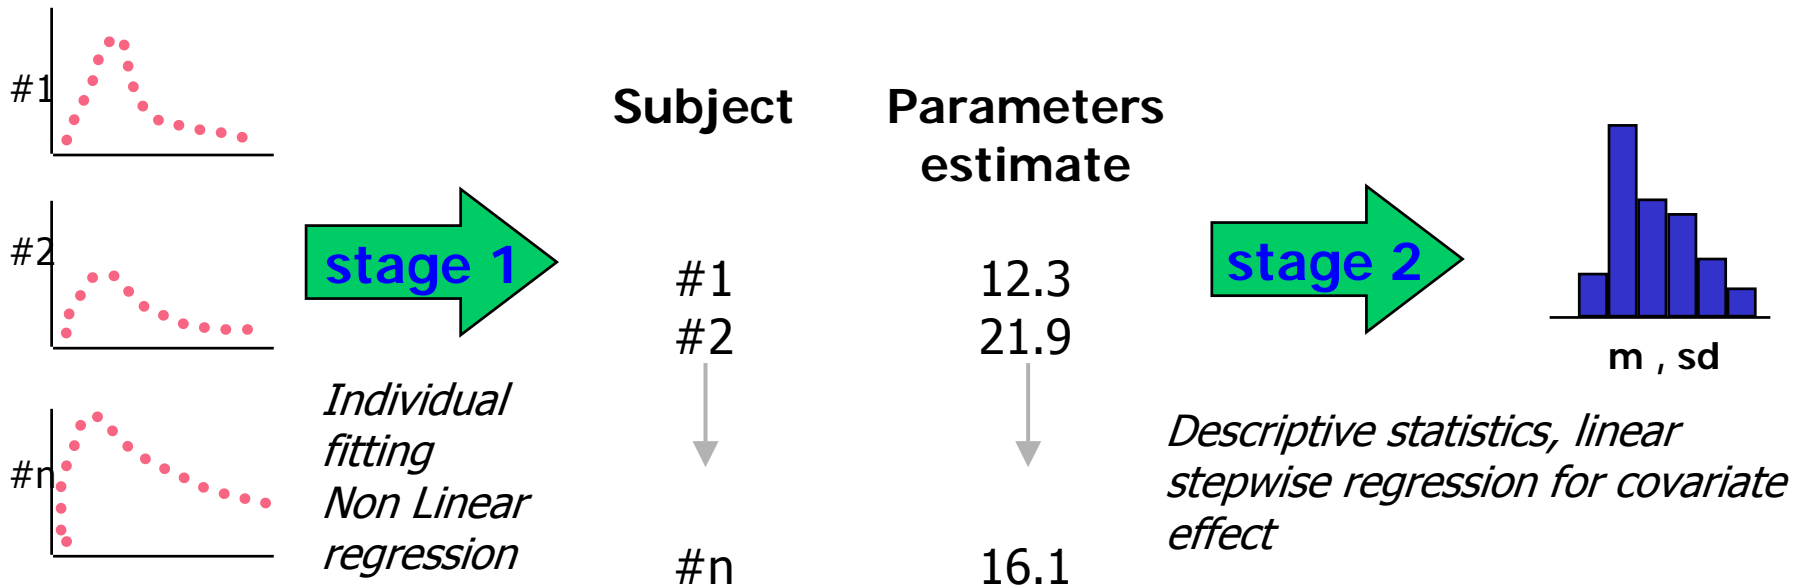 #1
#2
#n
stage 1
Individual
fitting
Non Linear
regression
Subject
Parameters
estimate
#1 12.3
#2 21.9
#n 16.1
stage 2
m , sd
Descriptive statistics, linear
stepwise regression for covariate
effect